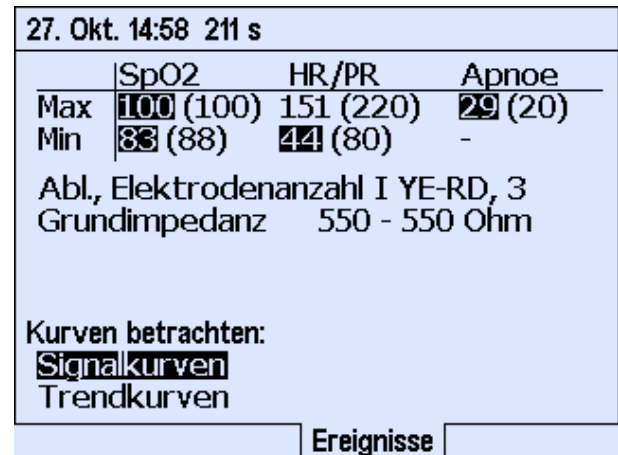 27. Okt. 14:58 211 s
SpO2 HR/PR Apnoe
Max 100 (100) 151 (220) 29 (20)
Min 83 (88) 44 (80) -
Abl., Elektrodenanzahl I YE-RD, 3
Grundimpedanz 550 - 550 Ohm
Kurven betrachten:
Signalkurven
Trendkurven
Ereignisse